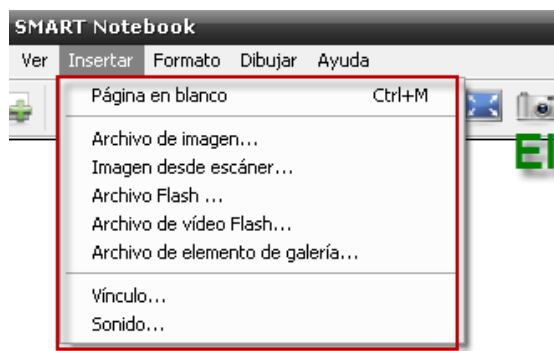 SMART Notebook
Ver Insertar Formato Dibujar Ayuda
Página en blanco Ctrl+M
Archivo de imagen...
Imagen desde escáner...
Archivo Flash ...
Archivo de vídeo Flash...
Archivo de elemento de galería...
Vínculo...
Sonido...